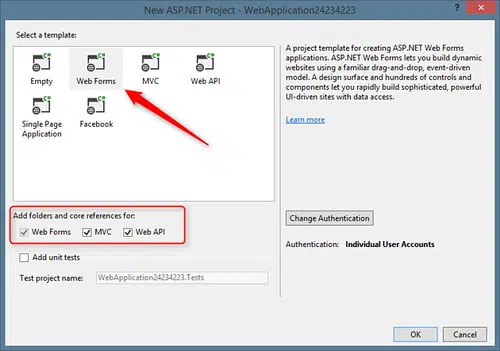 New ASP.NET Project - WebApplication24234223
Select a template:
Empty
Web Forms
MVC
Web API
Single Page
Application
Facebook
A project template for creating ASP.NET Web Forms
applications. ASP.NET Web Forms lets you build dynamic
websites using a familiar drag-and-drop, event-driven
model. A design surface and hundreds of controls and
components let you rapidly build sophisticated, powerful
UI-driven sites with data access.
Learn more
Add folders and core references for:
Web Forms MVC Web API
Add unit tests
Test project name: WebApplication24234223.Tests
Change Authentication
Authentication: Individual User Accounts
OK
Cancel